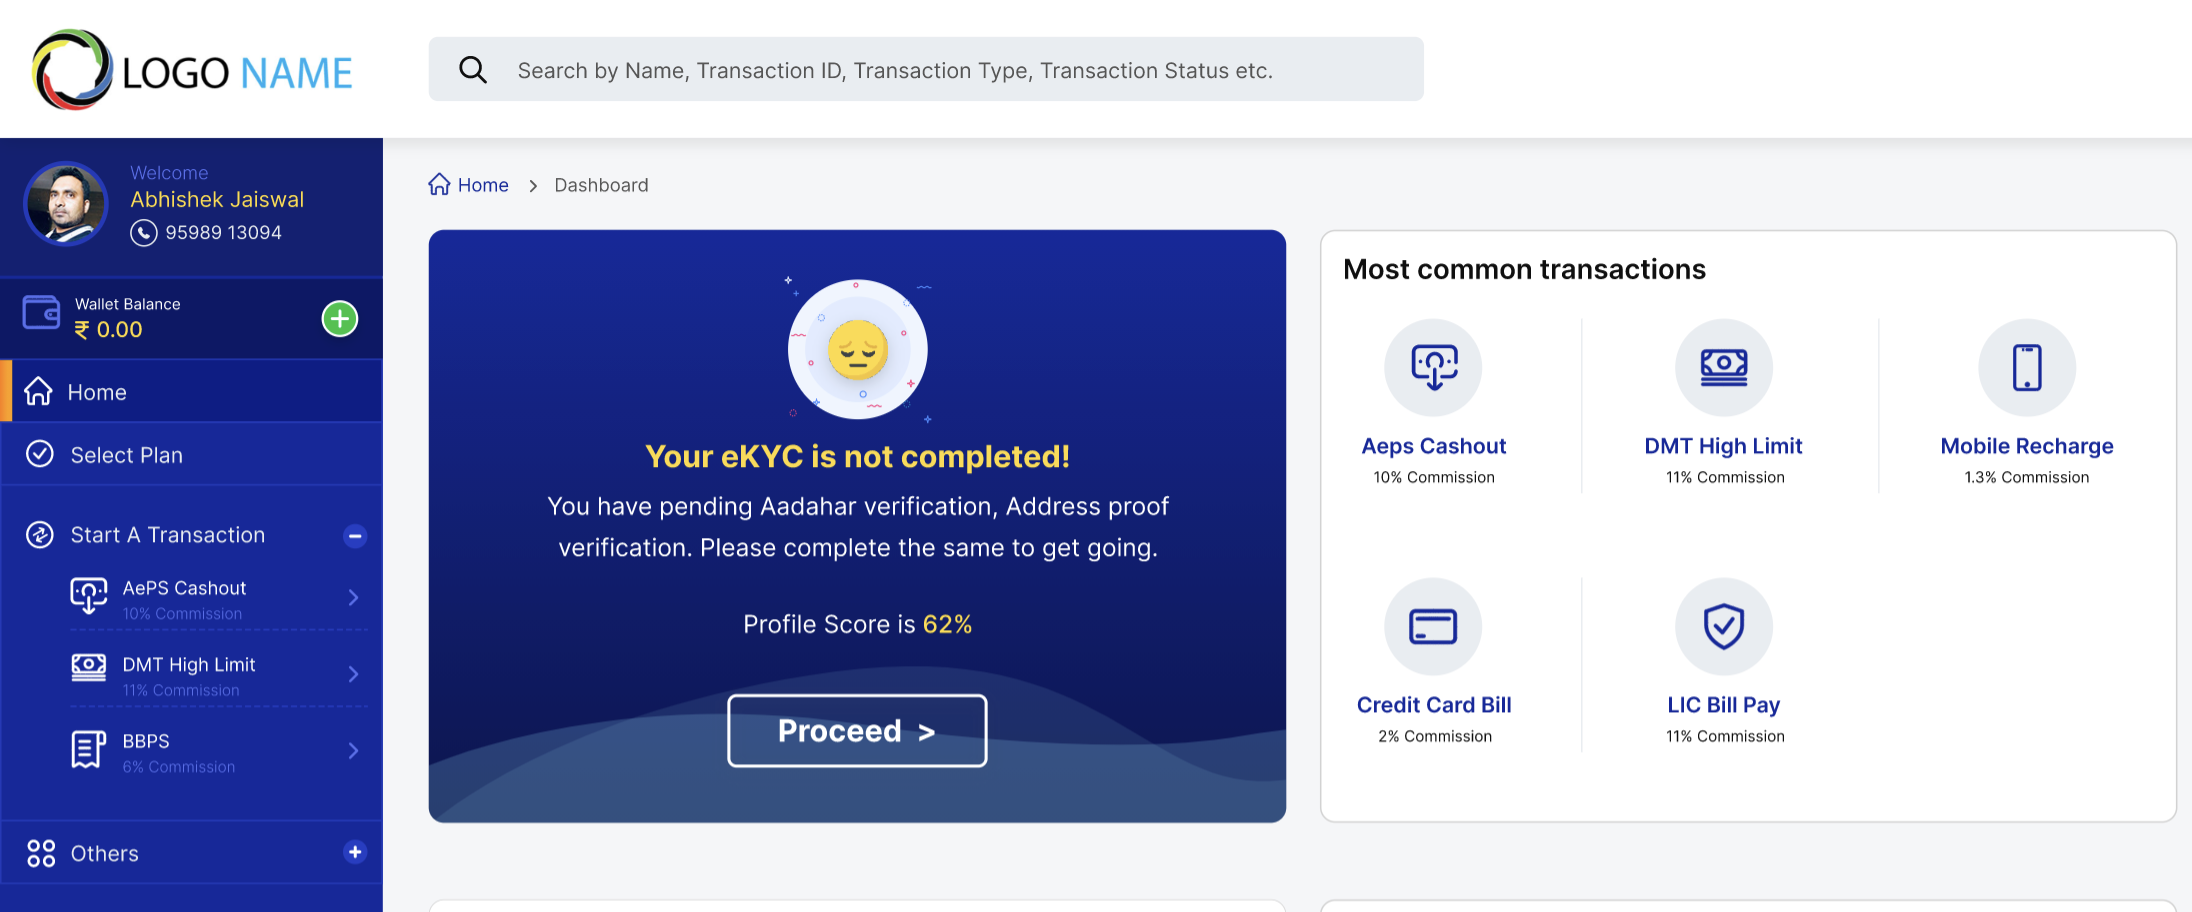 LOGO NAME
Search by Name, Transaction ID, Transaction Type, Transaction Status etc.
Welcome
Abhishek Jaiswal
95989 13094
Wallet Balance
₹ 0.00
Home
Select Plan
Start A Transaction
AePS Cashout
10% Commission
DMT High Limit
11% Commission
BBPS
6% Commission
Others
Home > Dashboard
Your eKYC is not completed!
You have pending Aadahar verification, Address proof
verification. Please complete the same to get going.
Profile Score is 62%
Proceed >
Most common transactions
Aeps Cashout
10% Commission
DMT High Limit
11% Commission
Mobile Recharge
1.3% Commission
Credit Card Bill
2% Commission
LIC Bill Pay
11% Commission